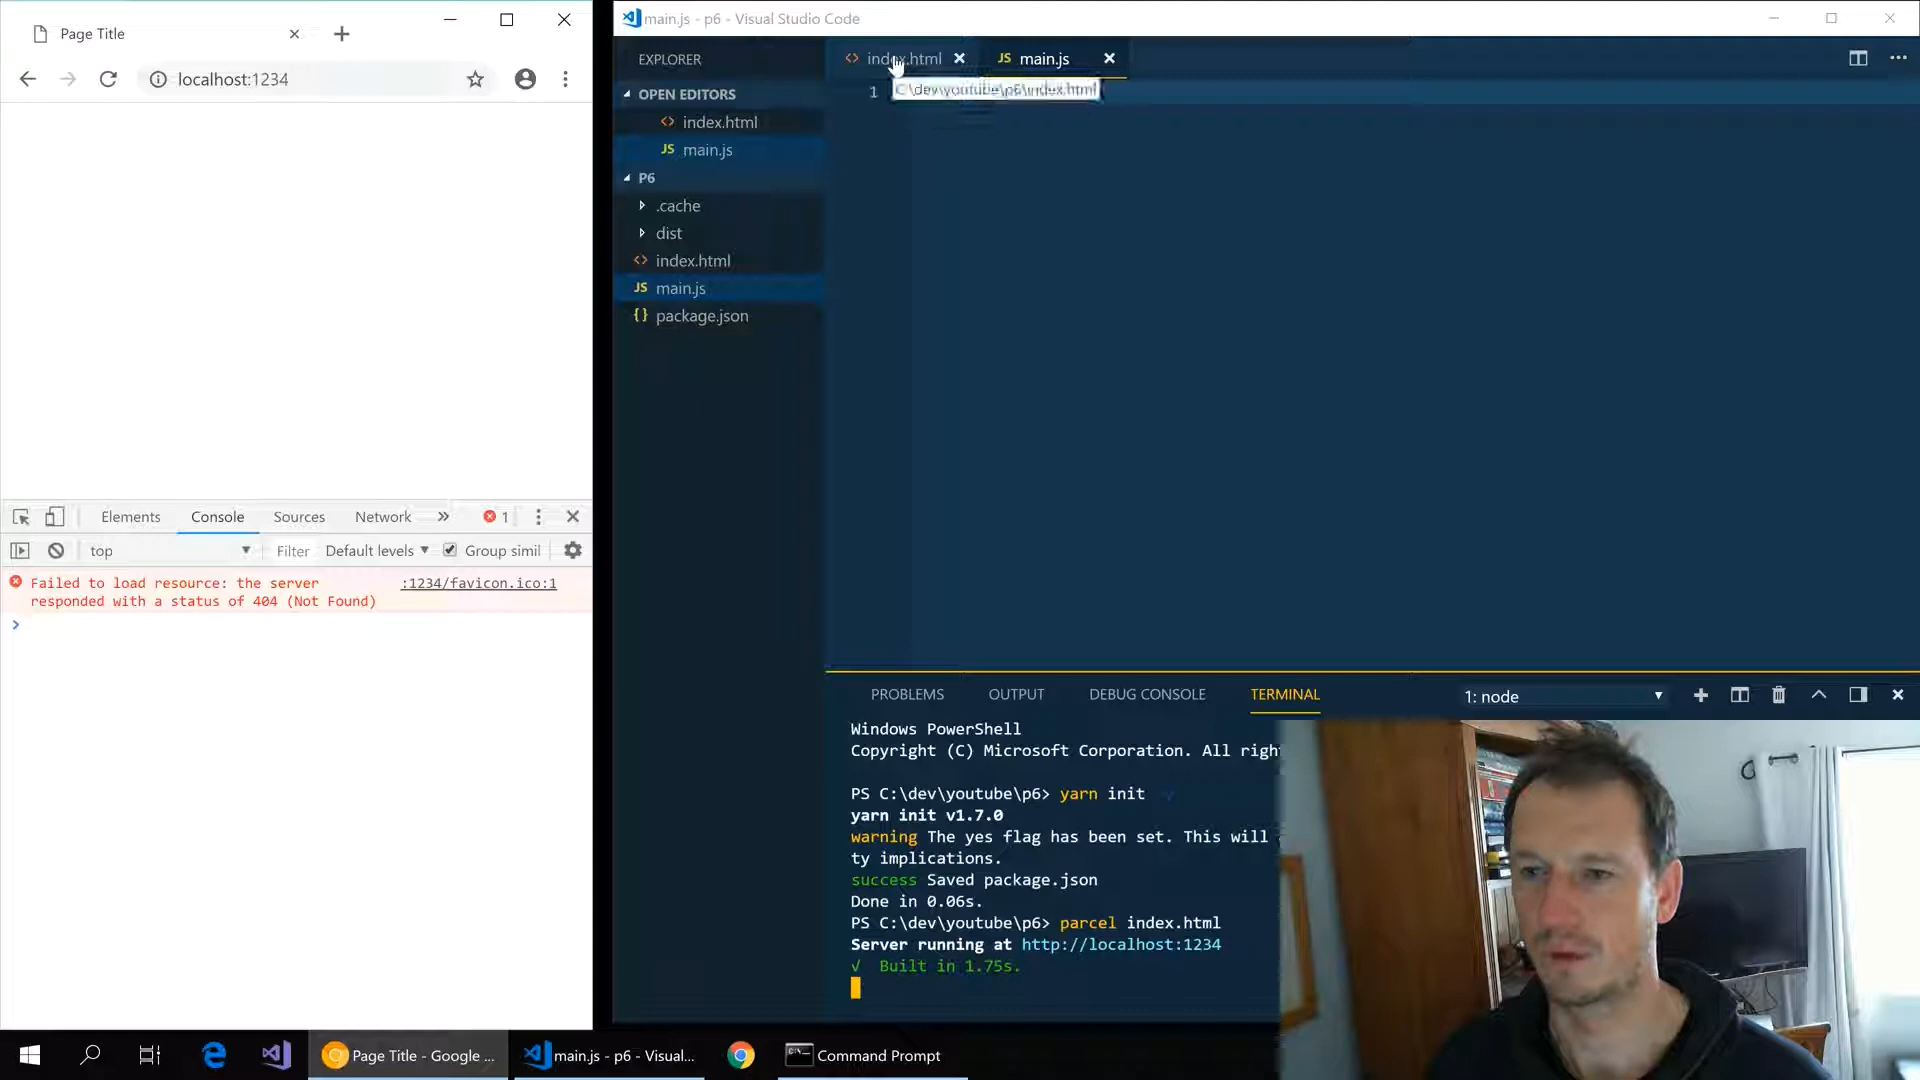 Page Title
localhost:1234
Elements
Console
Sources
Network
»
1
top
Filter
Default levels
Group simil
Failed to load resource: the server
:1234/favicon.ico:1
responded with a status of 404 (Not Found)
main.js - p6 - Visual Studio Code
EXPLORER
OPEN EDITORS
<> index.html
JS main.js
P6
.cache
dist
<> index.html
JS main.js
{} package.json
<> index.html
JS main.js
C:\dev\youtube\p6\index.html
1
PROBLEMS
OUTPUT
DEBUG CONSOLE
TERMINAL
1: node
Windows PowerShell
Copyright (C) Microsoft Corporation. All righ
PS C:\dev\youtube\p6> yarn init
yarn init v1.7.0
warning The yes flag has been set. This will
ty implications.
success Saved package.json
Done in 0.06s.
PS C:\dev\youtube\p6> parcel index.html
Server running at http://localhost:1234
√ Built in 1.75s.
Page Title - Google ...
main.js - p6 - Visual...
Command Prompt